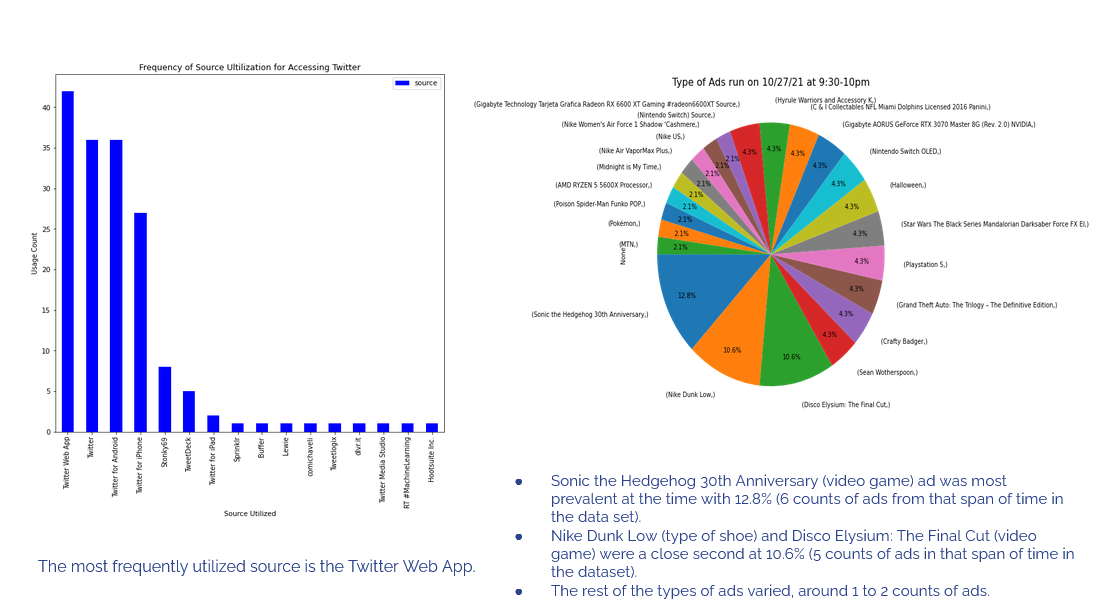 Frequency of Source Ultilization for Accessing Twitter
source
40
35
30
25
20
15
10
5
0
Usage Count
Twitter Web App
Twitter
Twitter for Android
Twitter for iPhone
Stonky69
TweetDeck
Twitter for iPad
Sprinklr
Buffer
Lewie
comichaveli
Tweetlogix
dlvr.it
Twitter Media Studio
RT #MachineLearning
Hootsuite Inc.
Source Utilized
The most frequently utilized source is the Twitter Web App.
Type of Ads run on 10/27/21 at 9:30-10pm
(Hyrule Warriors and Accessory K,)
(C & I Collectables NFL Miami Dolphins Licensed 2016 Panini,)
(Gigabyte AORUS GeForce RTX 3070 Master 8G (Rev. 2.0) NVIDIA,)
(Nintendo Switch OLED,)
(Halloween,)
(Star Wars The Black Series Mandalorian Darksaber Force FX El,)
(Playstation 5,)
(Grand Theft Auto: The Trilogy – The Definitive Edition,)
(Crafty Badger,)
(Sean Wotherspoon,)
(Disco Elysium: The Final Cut,)
(Nike Dunk Low,)
(Sonic the Hedgehog 30th Anniversary,)
None
(MTN,)
(Pokémon,)
(Poison Spider-Man Funko POP,)
(AMD RYZEN 5 5600X Processor,)
(Midnight is My Time,)
(Nike Air VaporMax Plus,)
(Nike US,)
(Nike Women's Air Force 1 Shadow 'Cashmere,)
(Nintendo Switch) Source,)
(Gigabyte Technology Tarjeta Grafica Radeon RX 6600 XT Gaming #radeon6600XT Source,)
4.3%
4.3%
4.3%
4.3%
4.3%
4.3%
4.3%
4.3%
4.3%
4.3%
10.6%
10.6%
12.8%
2.1%
2.1%
2.1%
2.1%
2.1%
2.1%
2.1%
2.1%
2.1%
4.3%
● Sonic the Hedgehog 30th Anniversary (video game) ad was most
prevalent at the time with 12.8% (6 counts of ads from that span of time in
the data set).
● Nike Dunk Low (type of shoe) and Disco Elysium: The Final Cut (video
game) were a close second at 10.6% (5 counts of ads in that span of time in
the dataset).
● The rest of the types of ads varied, around 1 to 2 counts of ads.